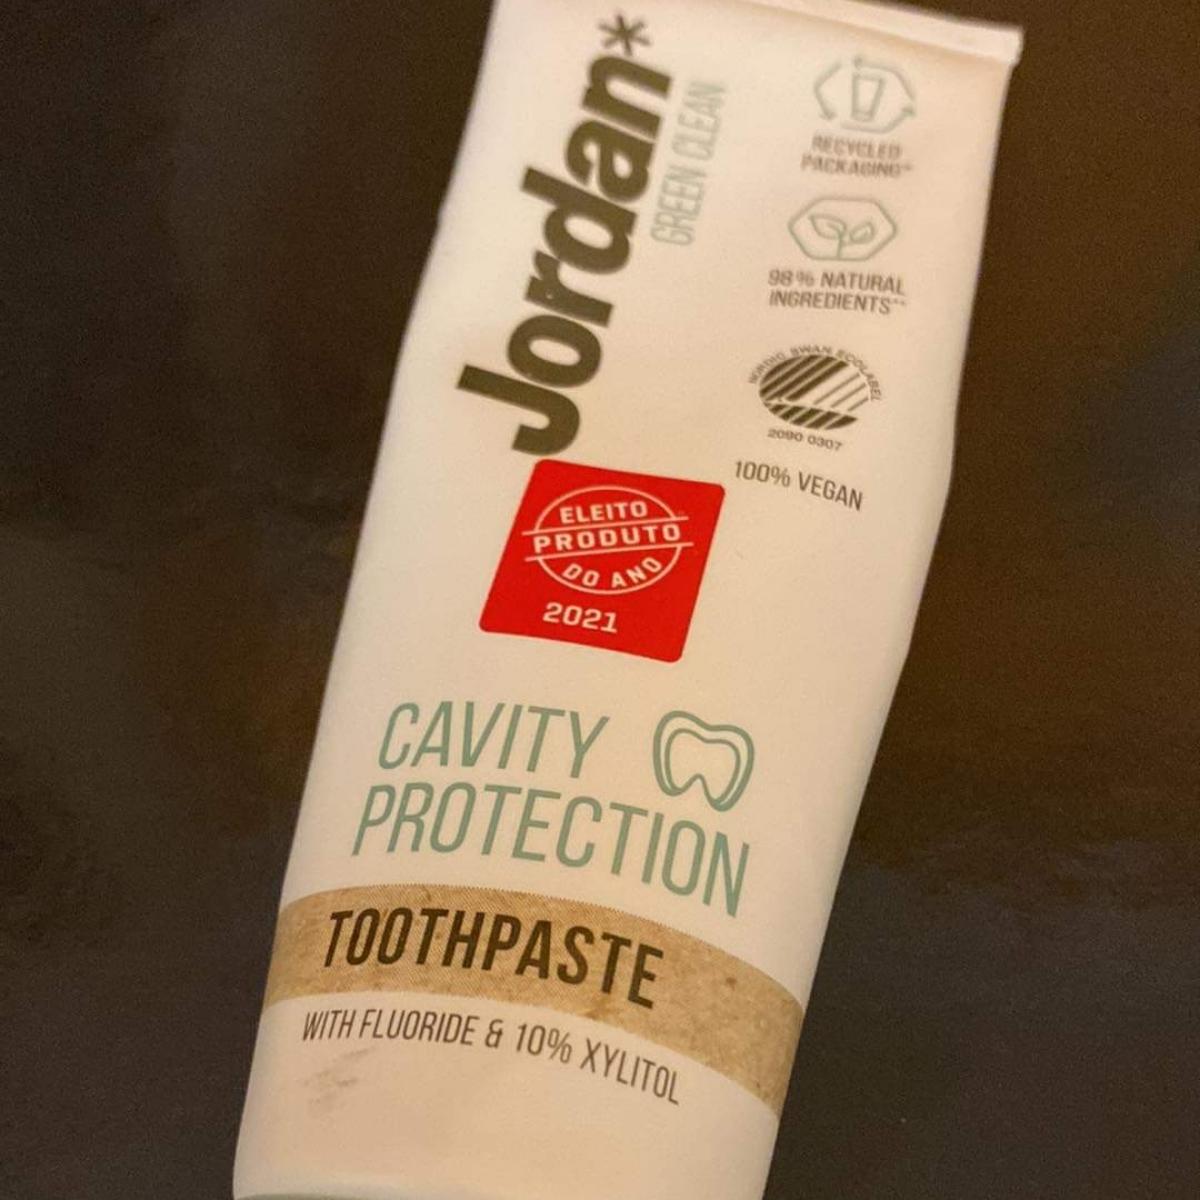 Jordan*
GREEN CLEAN
RECYCLED
PACKAGING**
98% NATURAL
INGREDIENTS**
NORDIC SWAN ECOLABEL
2090 0307
100% VEGAN
ELEITO
PRODUTO
DO ANO
2021
CAVITY
PROTECTION
TOOTHPASTE
WITH FLUORIDE & 10% XYLITOL